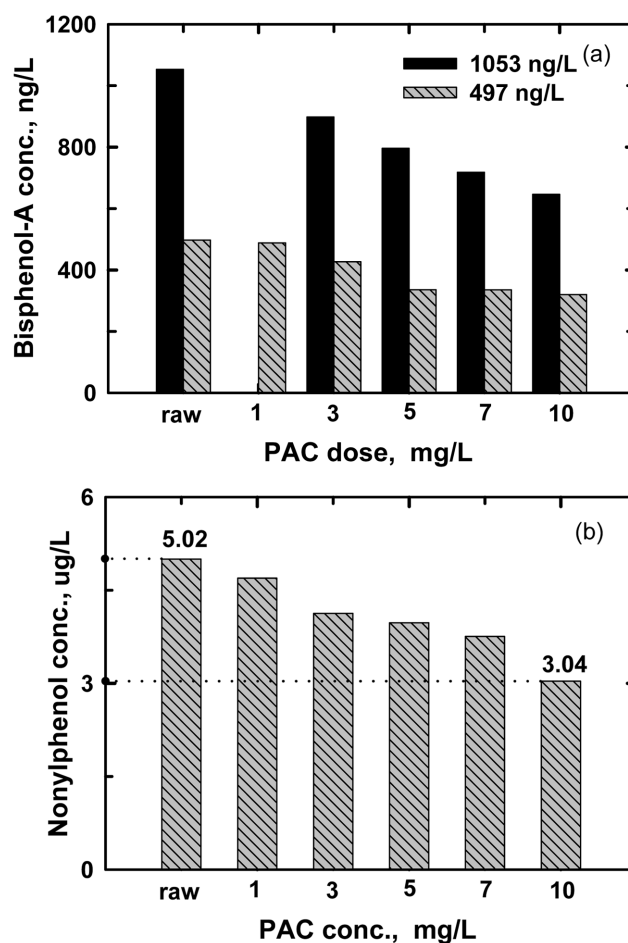 1200
800
400
0
Bisphenol-A conc., ng/L
1053 ng/L
497 ng/L
(a)
raw 1 3 5 7 10
PAC dose, mg/L
6
3
0
Nonylphenol conc., ug/L
(b)
5.02
3.04
raw 1 3 5 7 10
PAC conc., mg/L